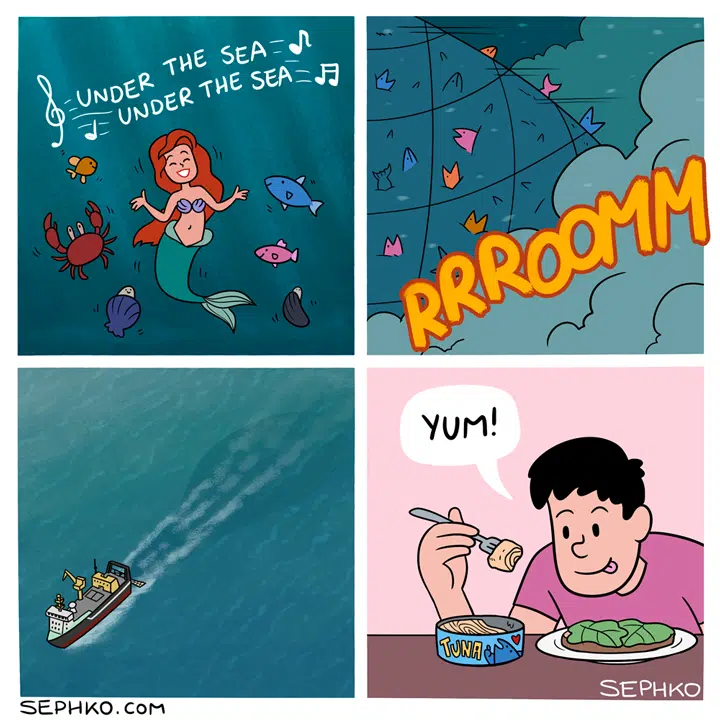 UNDER THE SEA
UNDER THE SEA
RRROOMM
YUM!
TUNA
SEPHKO
SEPHKO.COM